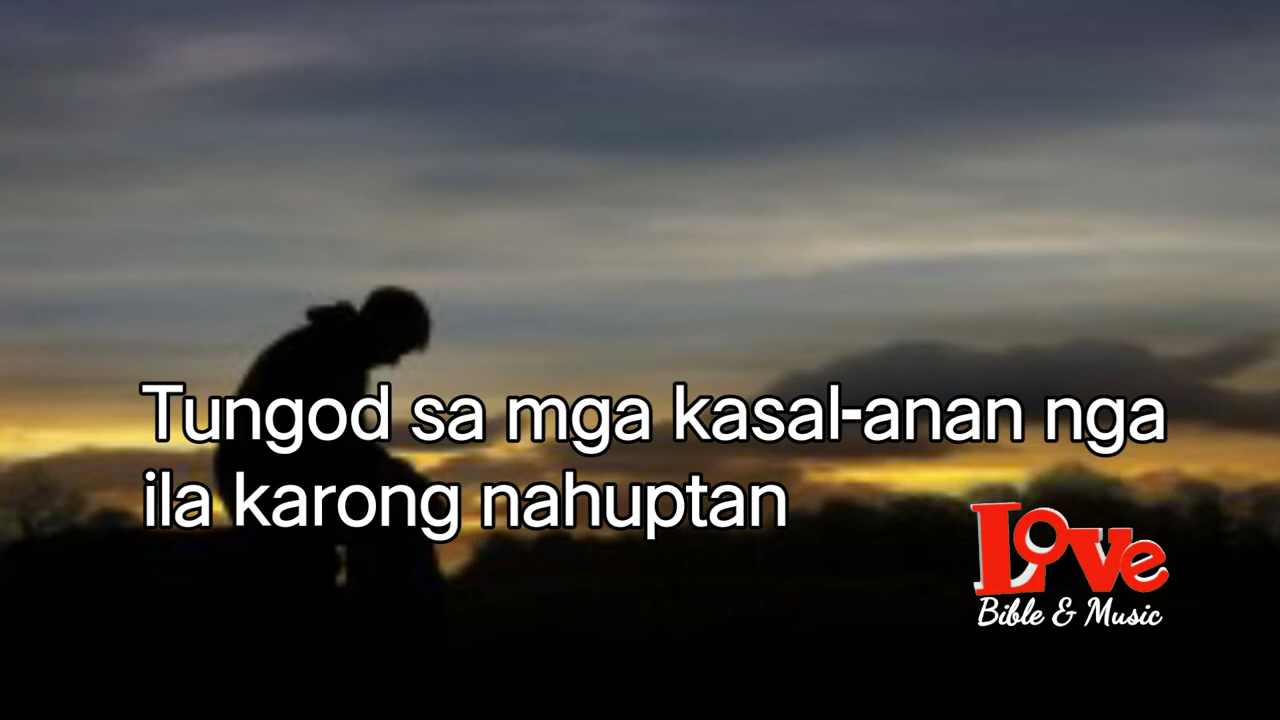 Tungod sa mga kasal-anan nga
ila karong nahuptan
Love
Bible & Music